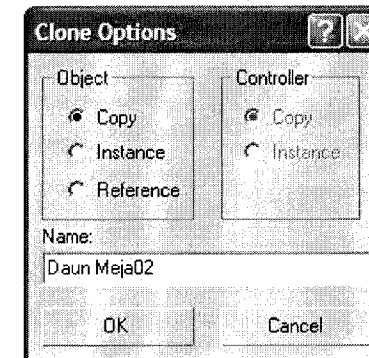 Clone Options
Object
Controller
Copy
Copy
Instance
Instance
Reference
Name:
Daun Meja02
OK
Cancel